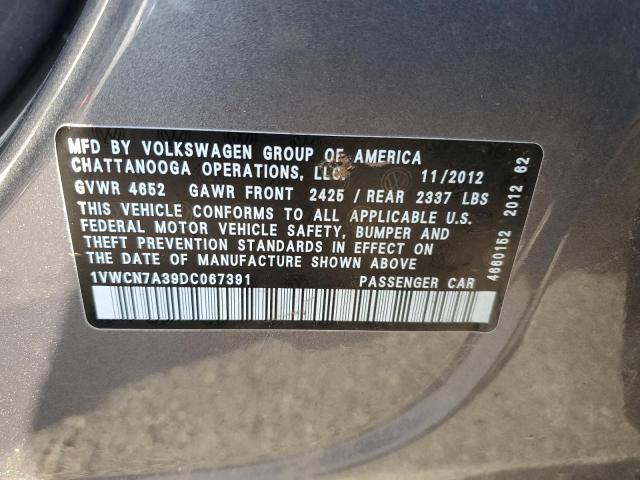 MFD BY VOLKSWAGEN GROUP OF AMERICA
CHATTANOOGA OPERATIONS, LLC 11/2012
GVWR 4652 GAWR FRONT 2425 / REAR 2337 LBS
THIS VEHICLE CONFORMS TO ALL APPLICABLE U.S.
FEDERAL MOTOR VEHICLE SAFETY, BUMPER AND
THEFT PREVENTION STANDARDS IN EFFECT ON
THE DATE OF MANUFACTURE SHOWN ABOVE
1VWCN7A39DC067391 PASSENGER CAR
4660152 2012 62